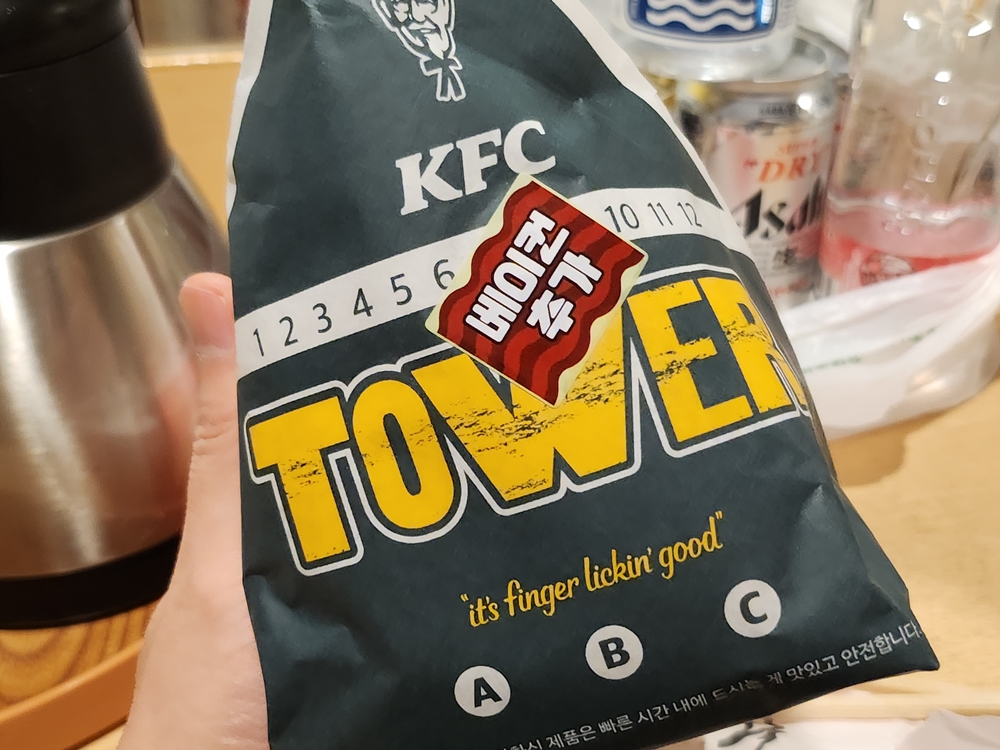 KFC
1 2 3 4 5 6
10 11 12
베이컨
추가
TOWER
"it's finger lickin' good"
A
B
C
제품은 빠른 시간 내에 드시는 게 맛있고 안전합니다.
"DRY
Asahi